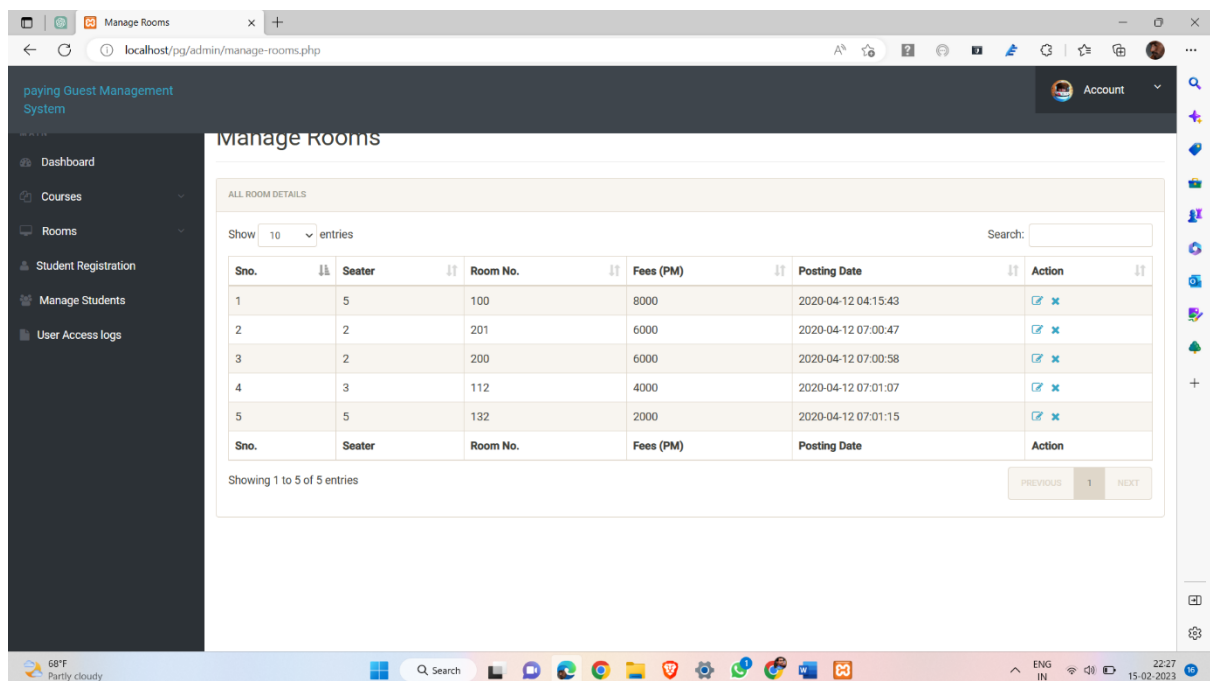 Manage Rooms
localhost/pg/admin/manage-rooms.php
paying Guest Management
System
Account
Manage Rooms
Dashboard
Courses
Rooms
Student Registration
Manage Students
User Access logs
ALL ROOM DETAILS
Show 10 entries
Search:
Sno. Seater Room No. Fees (PM) Posting Date Action
1 5 100 8000 2020-04-12 04:15:43
2 2 201 6000 2020-04-12 07:00:47
3 2 200 6000 2020-04-12 07:00:58
4 3 112 4000 2020-04-12 07:01:07
5 5 132 2000 2020-04-12 07:01:15
Sno. Seater Room No. Fees (PM) Posting Date Action
Showing 1 to 5 of 5 entries
PREVIOUS 1 NEXT
68°F
Partly cloudy
Search
ENG
IN
22:27
15-02-2023
16